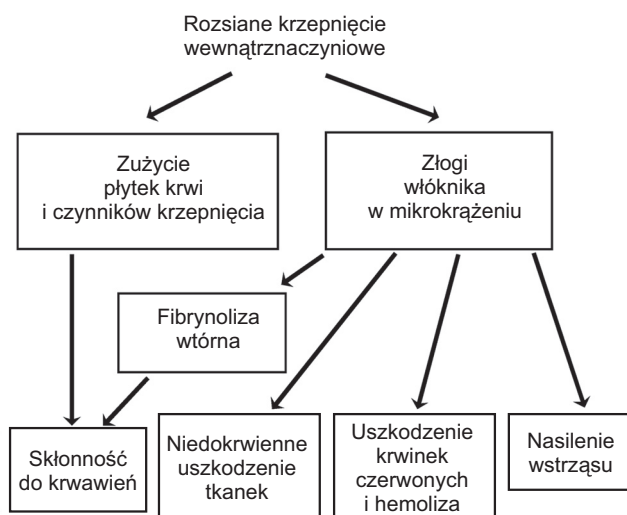 Rozsiane krzepnięcie
wewnątrznaczyniowe
Zużycie
płytek krwi
i czynników krzepnięcia
Złogi
włóknika
w mikrokrążeniu
Fibrynoliza
wtórna
Skłonność
do krwawień
Niedokrwienne
uszkodzenie
tkanek
Uszkodzenie
krwinek
czerwonych
i hemoliza
Nasilenie
wstrząsu